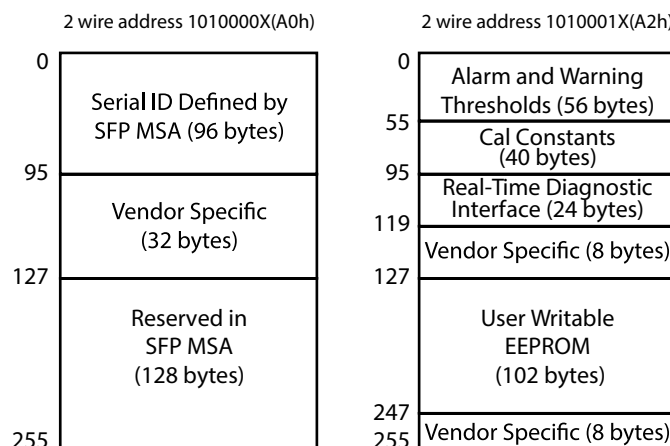 2 wire address 1010000X(A0h)
0
Serial ID Defined by
SFP MSA (96 bytes)
95
Vendor Specific
(32 bytes)
127
Reserved in
SFP MSA
(128 bytes)
255
2 wire address 1010001X(A2h)
0
Alarm and Warning
Thresholds (56 bytes)
55
Cal Constants
(40 bytes)
95
Real-Time Diagnostic
Interface (24 bytes)
119
Vendor Specific (8 bytes)
127
User Writable
EEPROM
(102 bytes)
247
Vendor Specific (8 bytes)
255